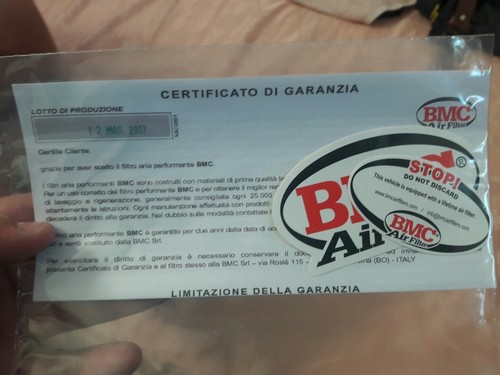 CERTIFICATO DI GARANZIA
LOTTO DI PRODUZIONE
12 MAG. 2017
BMC
Air Filter
Gentile Cliente,
grazie per aver scelto il filtro aria performante BMC.
I filtri aria performanti BMC sono costruiti con materiali di prima qualità
Per un uso corretto del filtro performante BMC e per ottenere il miglior
di lavaggio e rigenerazione, generalmente consigliata ogni 25.000
attentamente le istruzioni. Ogni manutenzione effettuata con prodotti
decadere il diritto alla garanzia. Nel dubbio sulle modalità contattate
filtro aria performante BMC è garantito per due anni dalla data di
e verrà sostituito dalla BMC Srl.
Per esercitare il diritto di garanzia è necessario conservare il
presente Certificato di Garanzia e al filtro stesso alla BMC Srl – via Roslè 115 – (BO) - ITALY
LIMITAZIONE DELLA GARANZIA
STOP!
DO NOT DISCARD
This vehicle is equipped with a lifetime air filter
www.bmcairfilters.com / info@bmcairfilters.com
BMC
Air Filter
Air